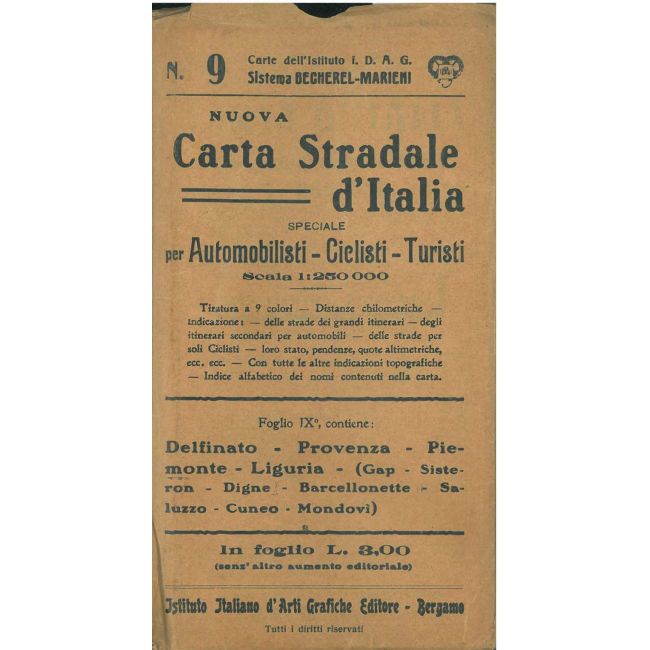 N. 9
Carte dell'Istituto I. D. A. G.
Sistema BECHEREL-MARIENI
NUOVA
Carta Stradale
d'Italia
SPECIALE
per Automobilisti - Ciclisti - Turisti
Scala 1:250 000
Tiratura a 9 colori — Distanze chilometriche —
Indicazione: — delle strade dei grandi itinerari — degli
itinerari secondari per automobili — delle strade per
soli Ciclisti — loro stato, pendenze, quote altimetriche,
ecc. ecc. — Con tutte le altre indicazioni topografiche
— Indice alfabetico dei nomi contenuti nella carta.
Foglio IXº, contiene:
Delfinato - Provenza - Pie-
monte - Liguria - (Gap - Siste-
ron - Digne - Barcellonette - Sa-
luzzo - Cuneo - Mondovì)
In foglio L. 3,00
(senz'altro aumento editoriale)
Istituto Italiano d'Arti Grafiche Editore - Bergamo
Tutti i diritti riservati